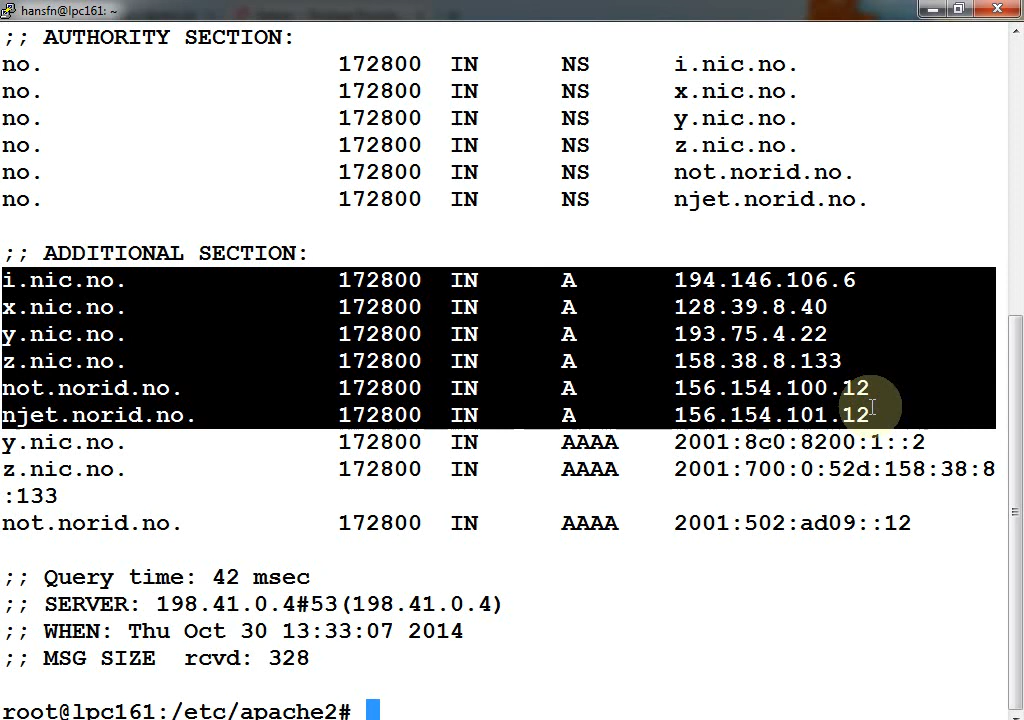 hansfn@lpc161: ~
;; AUTHORITY SECTION:
no. 172800 IN NS i.nic.no.
no. 172800 IN NS x.nic.no.
no. 172800 IN NS y.nic.no.
no. 172800 IN NS z.nic.no.
no. 172800 IN NS not.norid.no.
no. 172800 IN NS njet.norid.no.
;; ADDITIONAL SECTION:
i.nic.no. 172800 IN A 194.146.106.6
x.nic.no. 172800 IN A 128.39.8.40
y.nic.no. 172800 IN A 193.75.4.22
z.nic.no. 172800 IN A 158.38.8.133
not.norid.no. 172800 IN A 156.154.100.12
njet.norid.no. 172800 IN A 156.154.101.12
y.nic.no. 172800 IN AAAA 2001:8c0:8200:1::2
z.nic.no. 172800 IN AAAA 2001:700:0:52d:158:38:8
:133
not.norid.no. 172800 IN AAAA 2001:502:ad09::12
;; Query time: 42 msec
;; SERVER: 198.41.0.4#53(198.41.0.4)
;; WHEN: Thu Oct 30 13:33:07 2014
;; MSG SIZE rcvd: 328
root@lpc161:/etc/apache2#